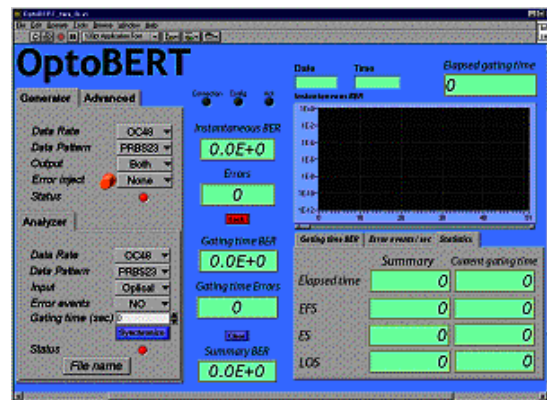 OptoBERT
Generator Advanced
Data Rate OC48
Data Pattern PRBS23
Output Both
Error inject None
Status
Analyzer
Data Rate OC48
Data Pattern PRBS23
Input Optical
Error events NO
Gating time (sec) 0
Synchronize
Status
File name
Connection Config
Instantaneous BER
0.0E+0
Errors
0
Gating time BER
0.0E+0
Gating time Errors
0
Summary BER
0.0E+0
Date Time Elapsed gating time
0
Instantaneous BER
Gating time BER Error events/sec Statistics
Summary Current gating time
Elapsed time 0 0
EFS 0 0
ES 0 0
LOS 0 0